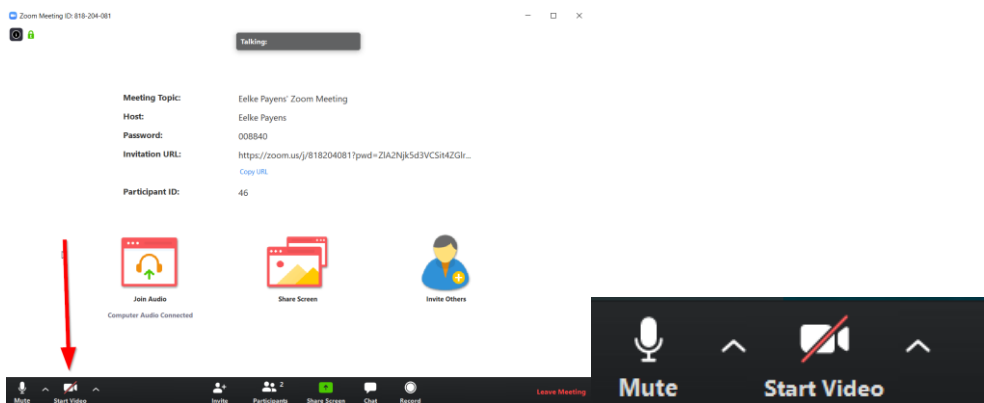 Zoom Meeting ID: 818-204-081
Talking:
Meeting Topic: Eelke Payens' Zoom Meeting
Host: Eelke Payens
Password: 008840
Invitation URL: https://zoom.us/j/818204081?pwd=ZlA2Njk5d3VCSit4ZGlr...
Copy URL
Participant ID: 46
Join Audio Share Screen Invite Others
Computer Audio Connected
2
Mute Start Video Invite Participants Share Screen Chat Record Leave Meeting
Mute Start Video